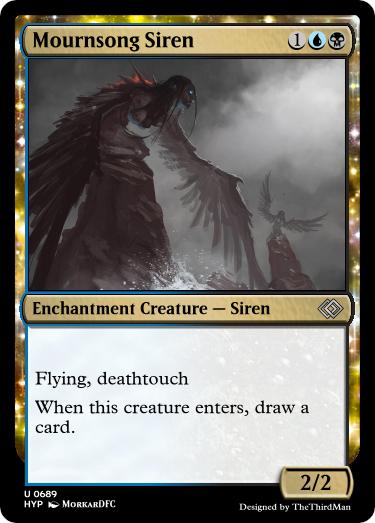 Mournsong Siren 1
Enchantment Creature — Siren
Flying, deathtouch
When this creature enters, draw a
card.
2/2
U 0689
HYP MorkarDFC
Designed by TheThirdMan